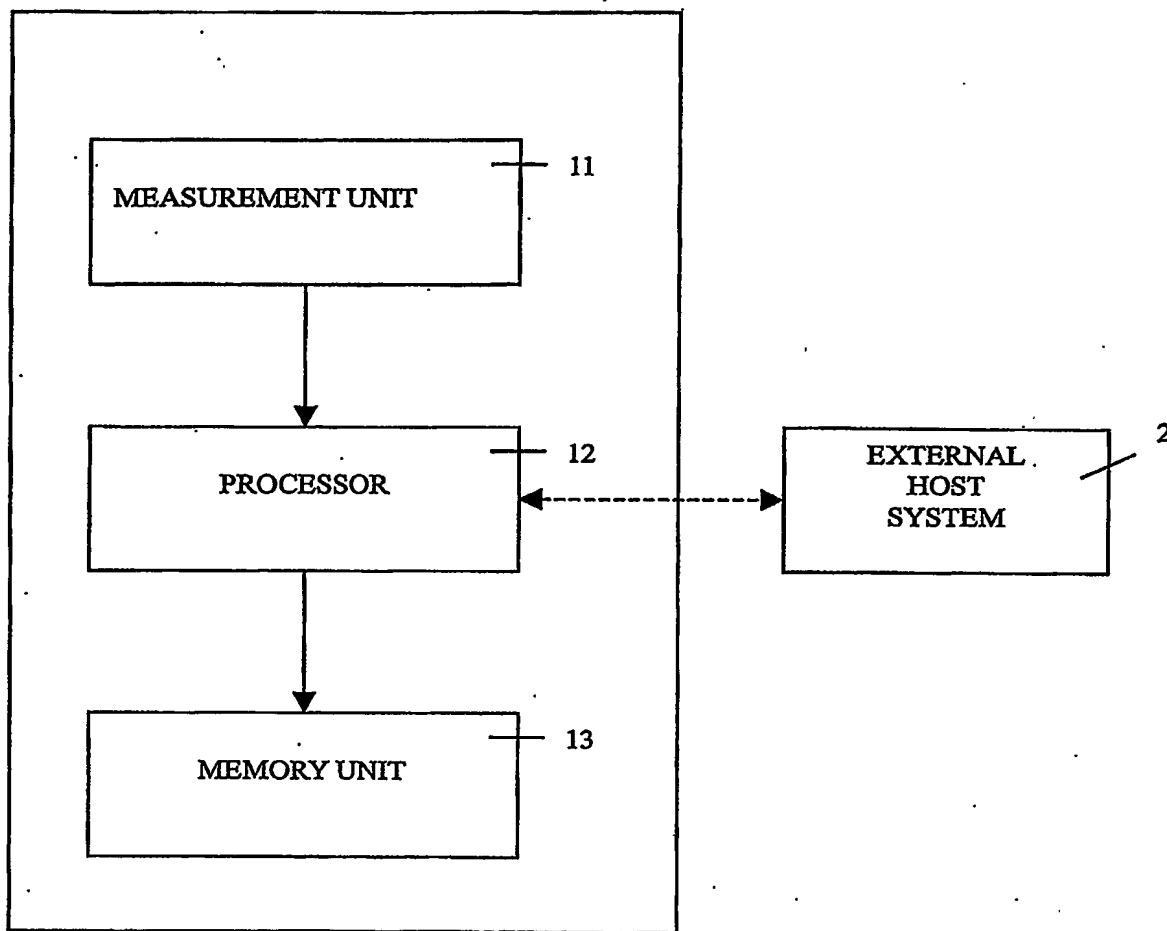 11
MEASUREMENT UNIT
12
PROCESSOR
2
EXTERNAL
HOST
SYSTEM
13
MEMORY UNIT